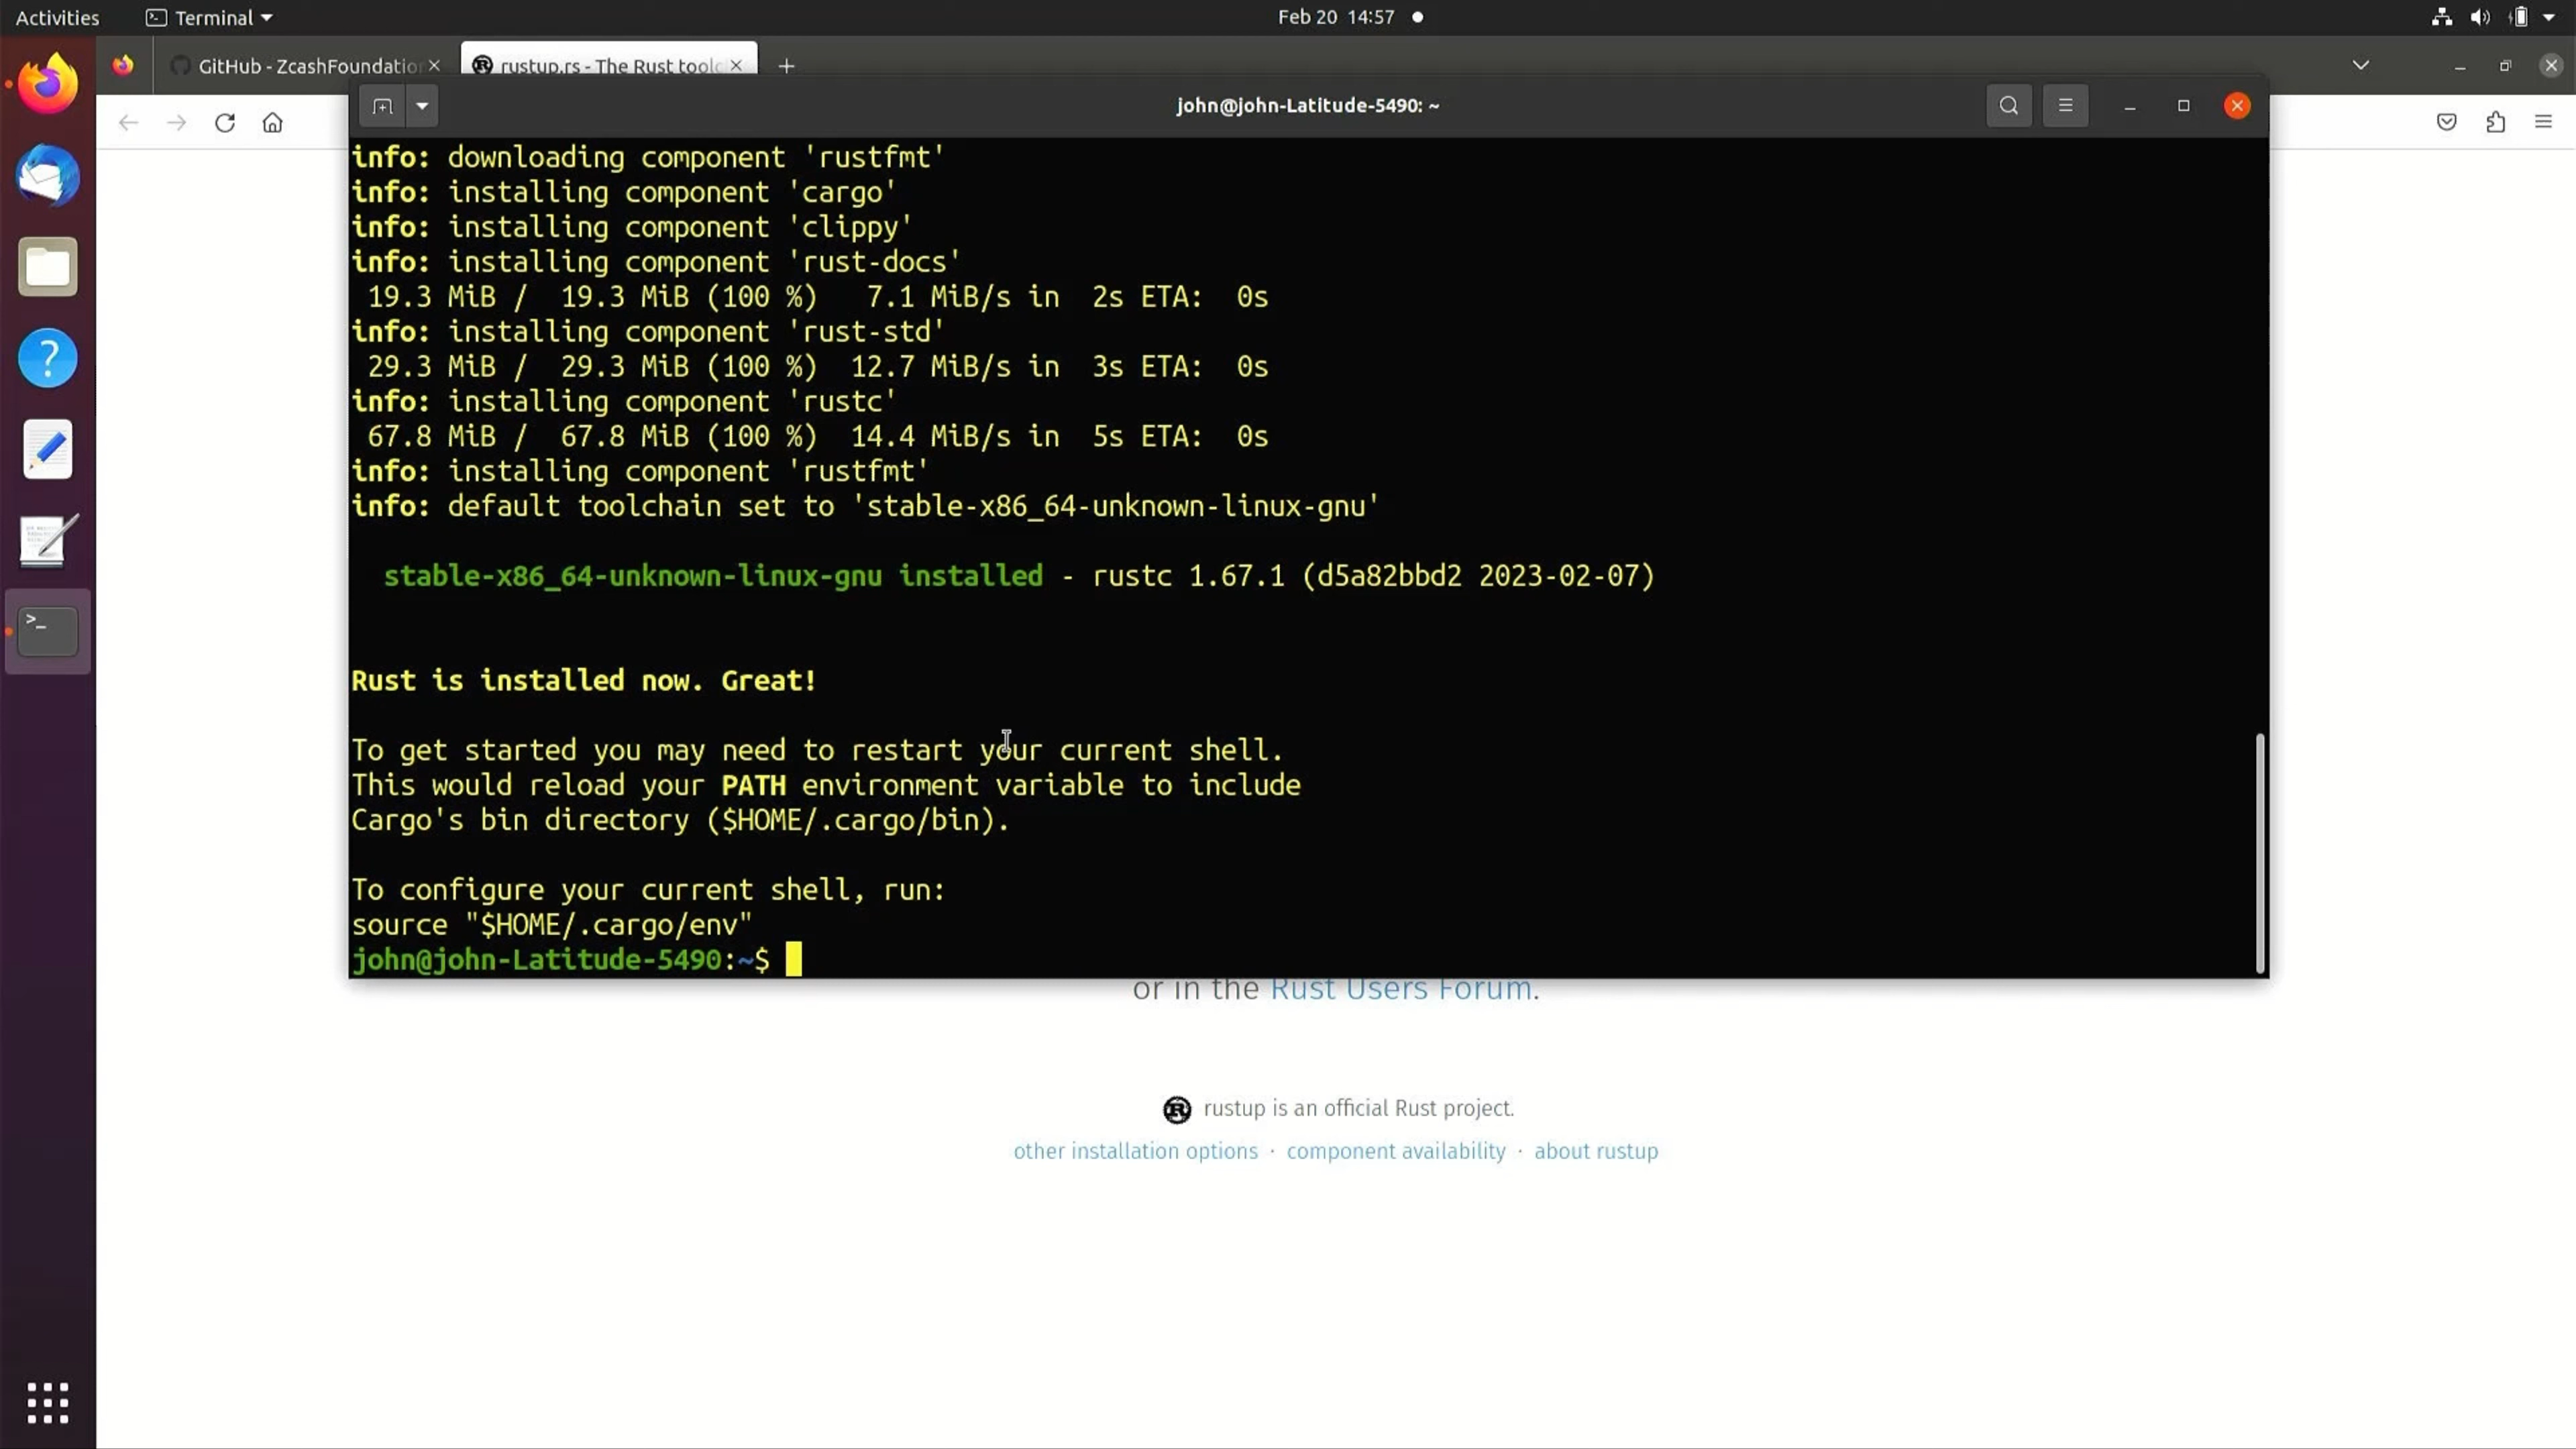 Activities
Terminal
Feb 20 14:57
GitHub - ZcashFoundatio
rustup.rs - The Rust toolc
john@john-Latitude-5490: ~
info: downloading component 'rustfmt'
info: installing component 'cargo'
info: installing component 'clippy'
info: installing component 'rust-docs'
19.3 MiB / 19.3 MiB (100 %) 7.1 MiB/s in 2s ETA: 0s
info: installing component 'rust-std'
29.3 MiB / 29.3 MiB (100 %) 12.7 MiB/s in 3s ETA: 0s
info: installing component 'rustc'
67.8 MiB / 67.8 MiB (100 %) 14.4 MiB/s in 5s ETA: 0s
info: installing component 'rustfmt'
info: default toolchain set to 'stable-x86_64-unknown-linux-gnu'
stable-x86_64-unknown-linux-gnu installed - rustc 1.67.1 (d5a82bbd2 2023-02-07)
Rust is installed now. Great!
To get started you may need to restart your current shell.
This would reload your PATH environment variable to include
Cargo's bin directory ($HOME/.cargo/bin).
To configure your current shell, run:
source "$HOME/.cargo/env"
john@john-Latitude-5490:~$
or in the Rust Users Forum.
rustup is an official Rust project.
other installation options · component availability · about rustup